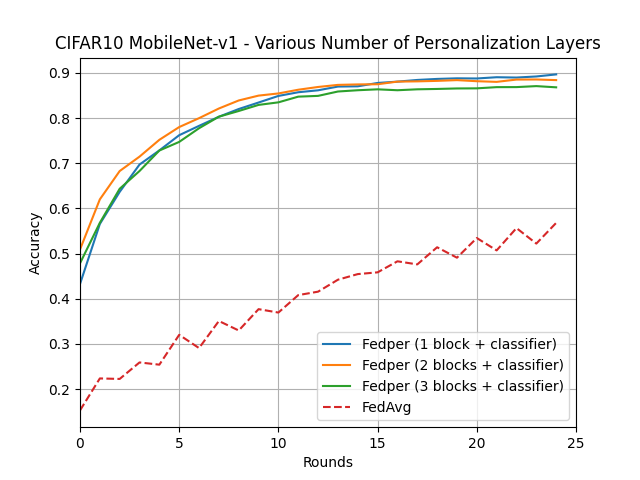 CIFAR10 MobileNet-v1 - Various Number of Personalization Layers
Accuracy
0.9
0.8
0.7
0.6
0.5
0.4
0.3
0.2
Fedper (1 block + classifier)
Fedper (2 blocks + classifier)
Fedper (3 blocks + classifier)
FedAvg
0 5 10 15 20 25
Rounds